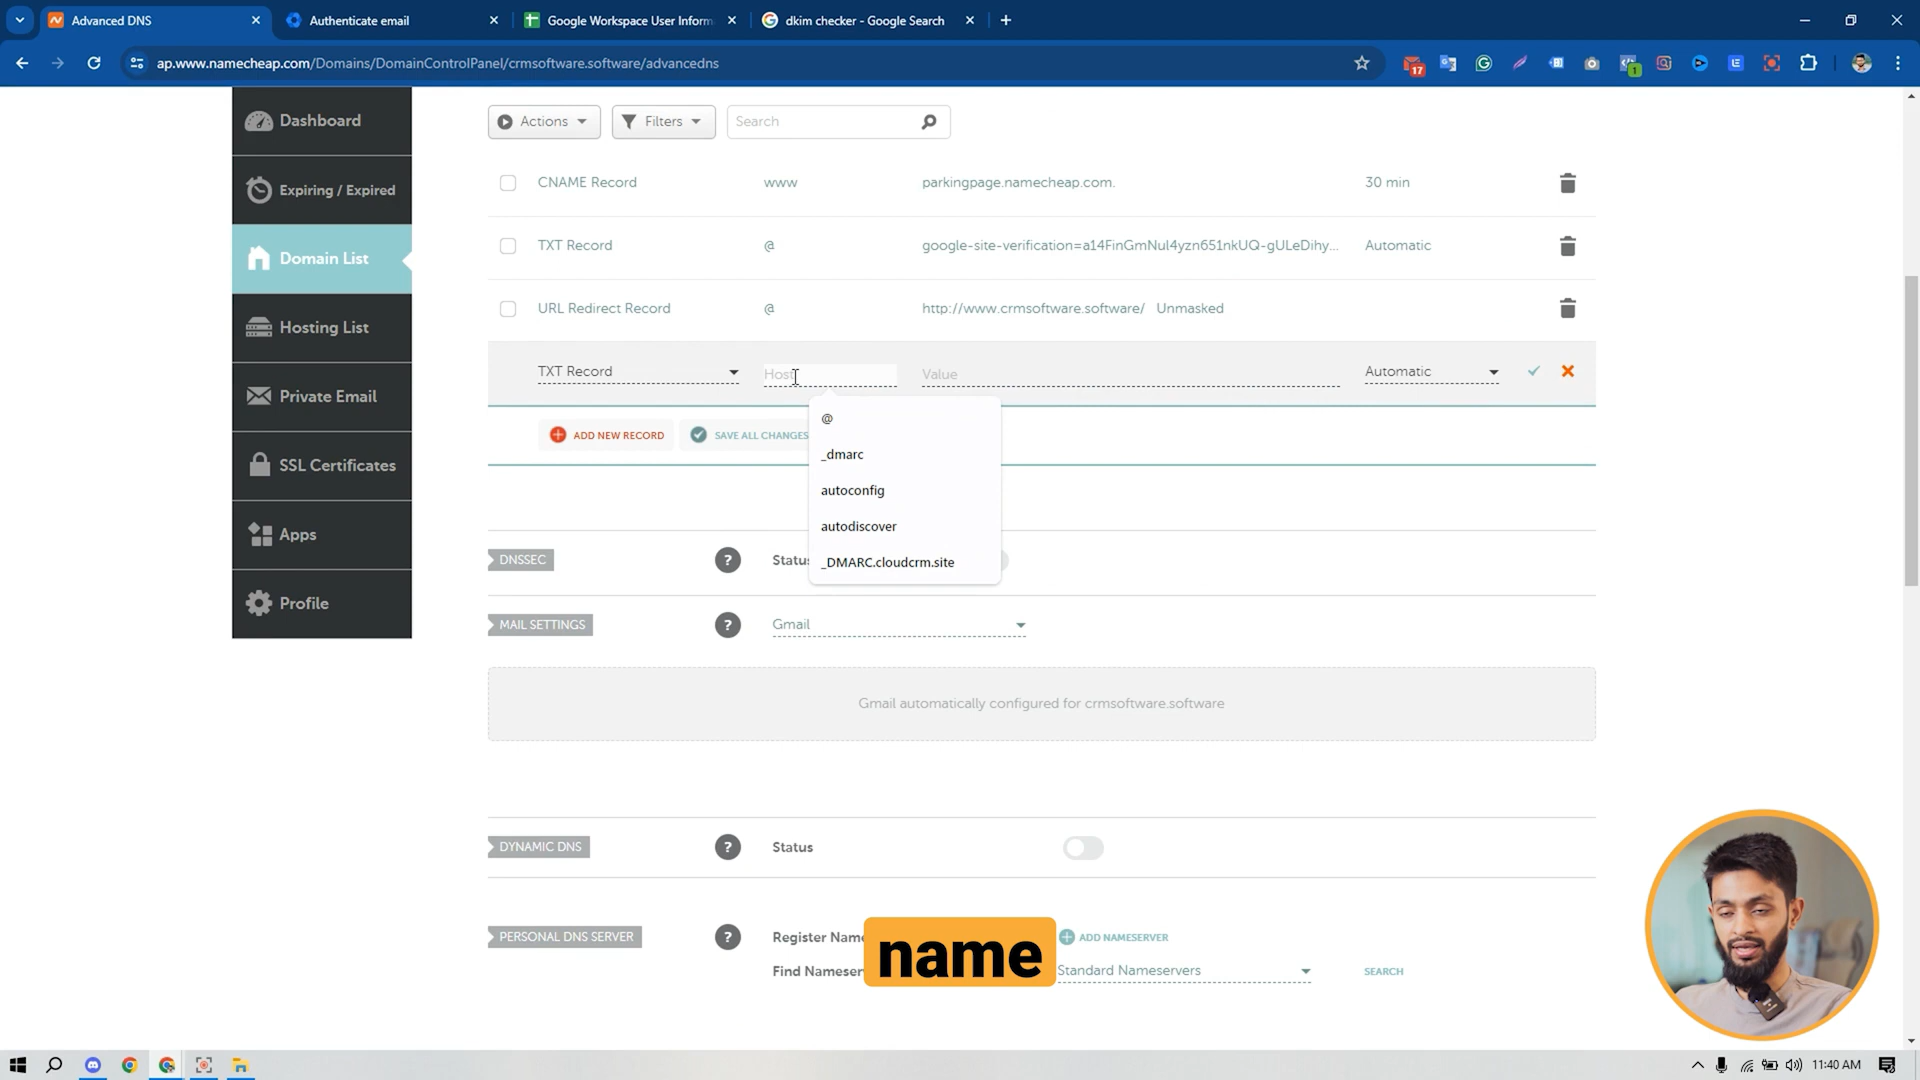 Advanced DNS
Authenticate email
Google Workspace User Inform
dkim checker - Google Search
ap.www.namecheap.com/Domains/DomainControlPanel/crmsoftware.software/advancedns
17
1
Dashboard
Expiring / Expired
Domain List
Hosting List
Private Email
SSL Certificates
Apps
Profile
Actions
Filters
Search
CNAME Record www parkingpage.namecheap.com. 30 min
TXT Record @ google-site-verification=a14FinGmNul4yzn651nkUQ-gULeDihy... Automatic
URL Redirect Record @ http://www.crmsoftware.software/ Unmasked
TXT Record Host Value Automatic
ADD NEW RECORD SAVE ALL CHANGES
@
_dmarc
autoconfig
autodiscover
_DMARC.cloudcrm.site
DNSSEC ? Status
MAIL SETTINGS ? Gmail
Gmail automatically configured for crmsoftware.software
DYNAMIC DNS ? Status
PERSONAL DNS SERVER ? Register Name ADD NAMESERVER
Find Nameser Standard Nameservers SEARCH
name
11:40 AM